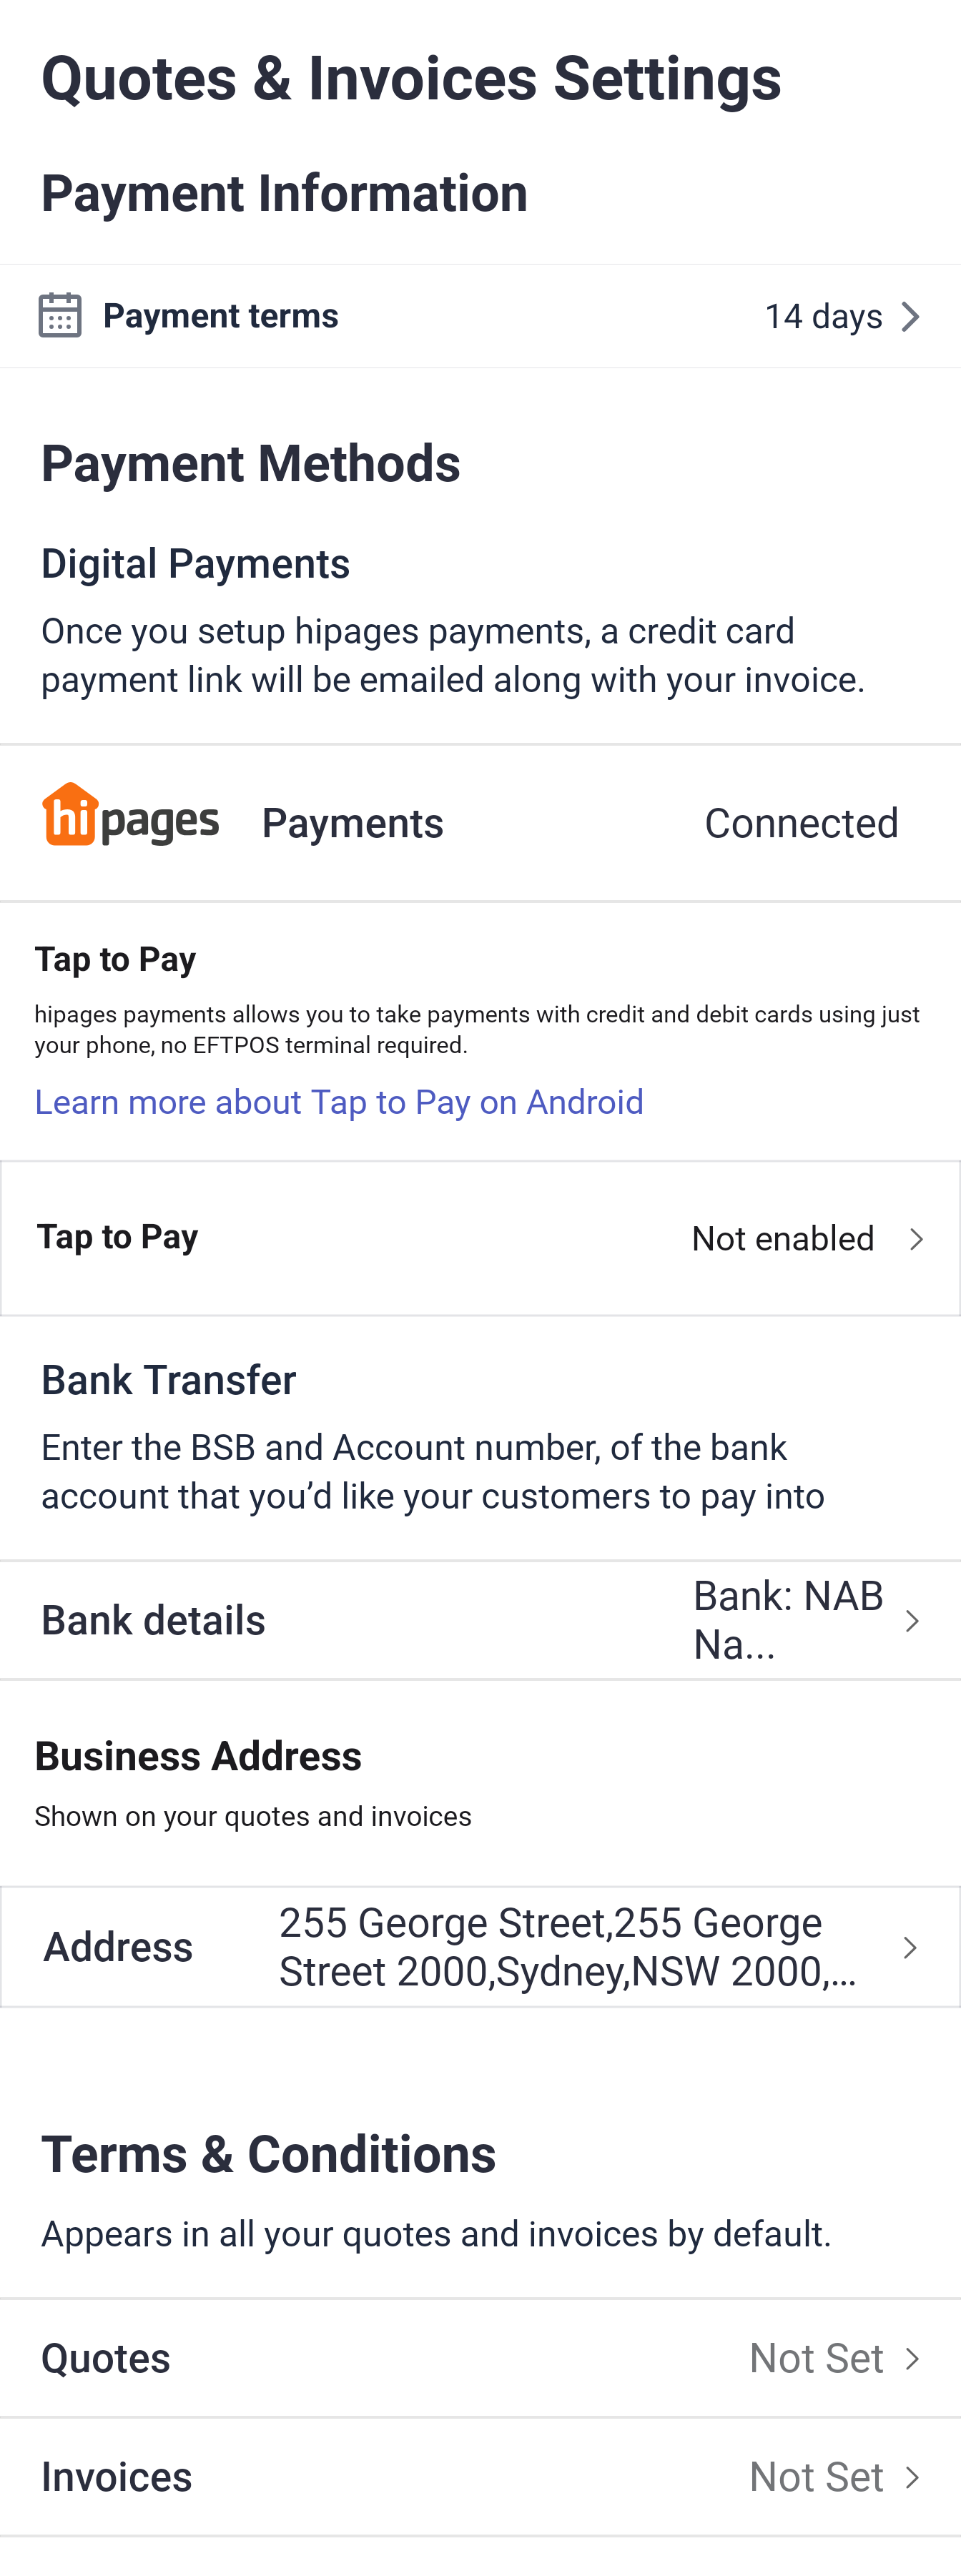 Quotes & Invoices Settings
Payment Information
Payment terms 14 days
Payment Methods
Digital Payments
Once you setup hipages payments, a credit card
payment link will be emailed along with your invoice.
hipages Payments Connected
Tap to Pay
hipages payments allows you to take payments with credit and debit cards using just
your phone, no EFTPOS terminal required.
Learn more about Tap to Pay on Android
Tap to Pay Not enabled
Bank Transfer
Enter the BSB and Account number, of the bank
account that you’d like your customers to pay into
Bank details Bank: NAB
Na...
Business Address
Shown on your quotes and invoices
Address 255 George Street,255 George
Street 2000,Sydney,NSW 2000,...
Terms & Conditions
Appears in all your quotes and invoices by default.
Quotes Not Set
Invoices Not Set